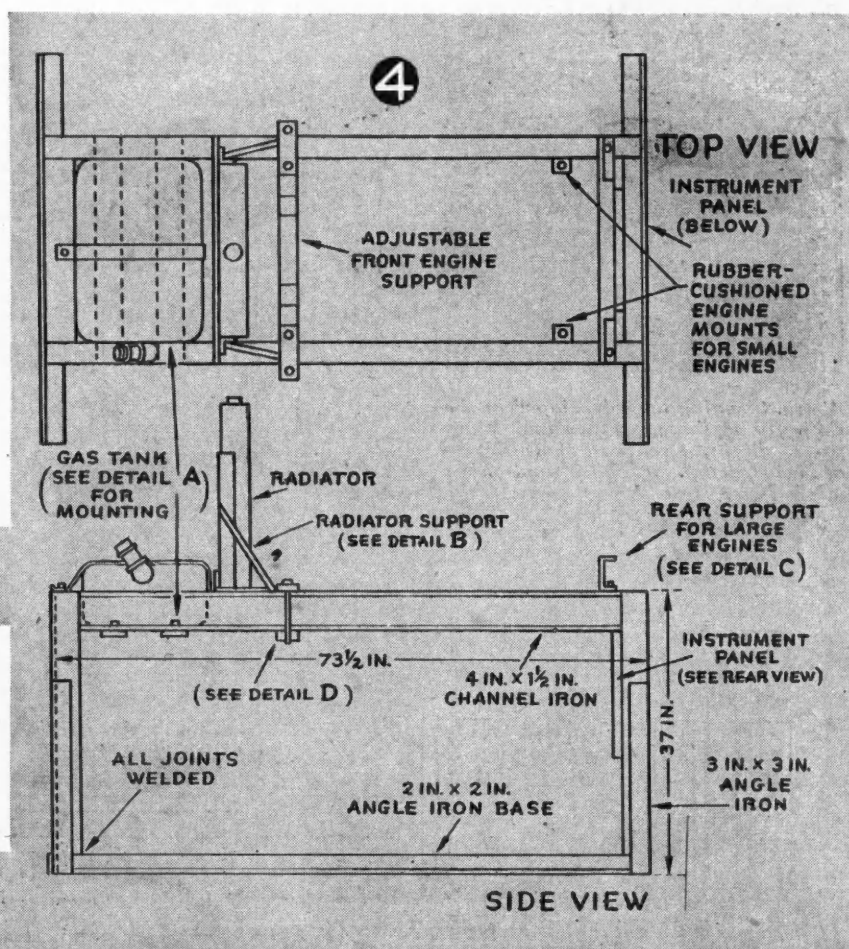 4
TOP VIEW
INSTRUMENT
PANEL
(BELOW)
ADJUSTABLE
FRONT ENGINE
SUPPORT
RUBBER-
CUSHIONED
ENGINE
MOUNTS
FOR SMALL
ENGINES
GAS TANK
(SEE DETAIL A)
FOR
MOUNTING
RADIATOR
RADIATOR SUPPORT
(SEE DETAIL B)
REAR SUPPORT
FOR LARGE
ENGINES
(SEE DETAIL C)
73½ IN.
(SEE DETAIL D)
4 IN. X 1½ IN.
CHANNEL IRON
INSTRUMENT
PANEL
(SEE REAR VIEW)
37 IN.
ALL JOINTS
WELDED
2 IN. X 2 IN.
ANGLE IRON BASE
3 IN. X 3 IN.
ANGLE
IRON
SIDE VIEW